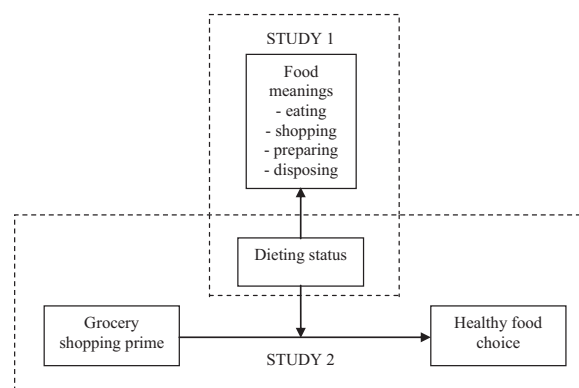 STUDY 1
Food
meanings
- eating
- shopping
- preparing
- disposing
Dieting status
Grocery
shopping prime
Healthy food
choice
STUDY 2